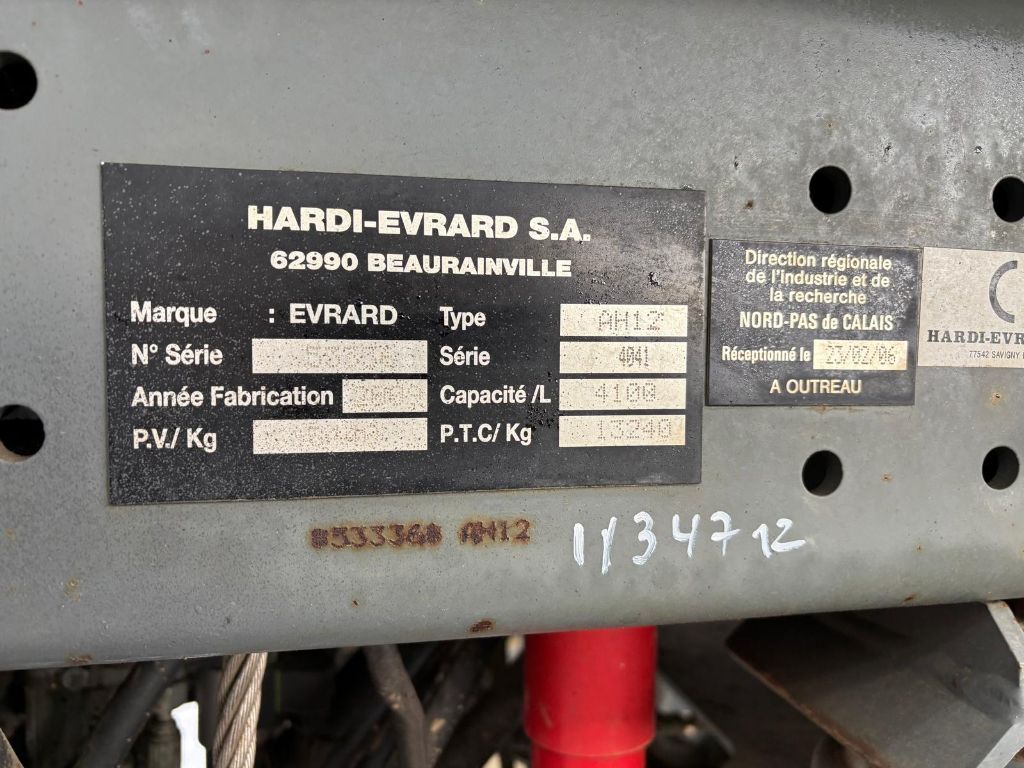 HARDI-EVRARD S.A.
62990 BEAURAINVILLE
Marque : EVRARD Type AH12
N° Série Série 4041
Année Fabrication Capacité /L 4100
P.V./ Kg P.T.C/ Kg 13240
Direction régionale
de l'Industrie et de
la recherche
NORD-PAS de CALAIS
Réceptionné le 23/02/06
A OUTREAU
HARDI-EVR
77542 SAVIGNY
*533360* AH12